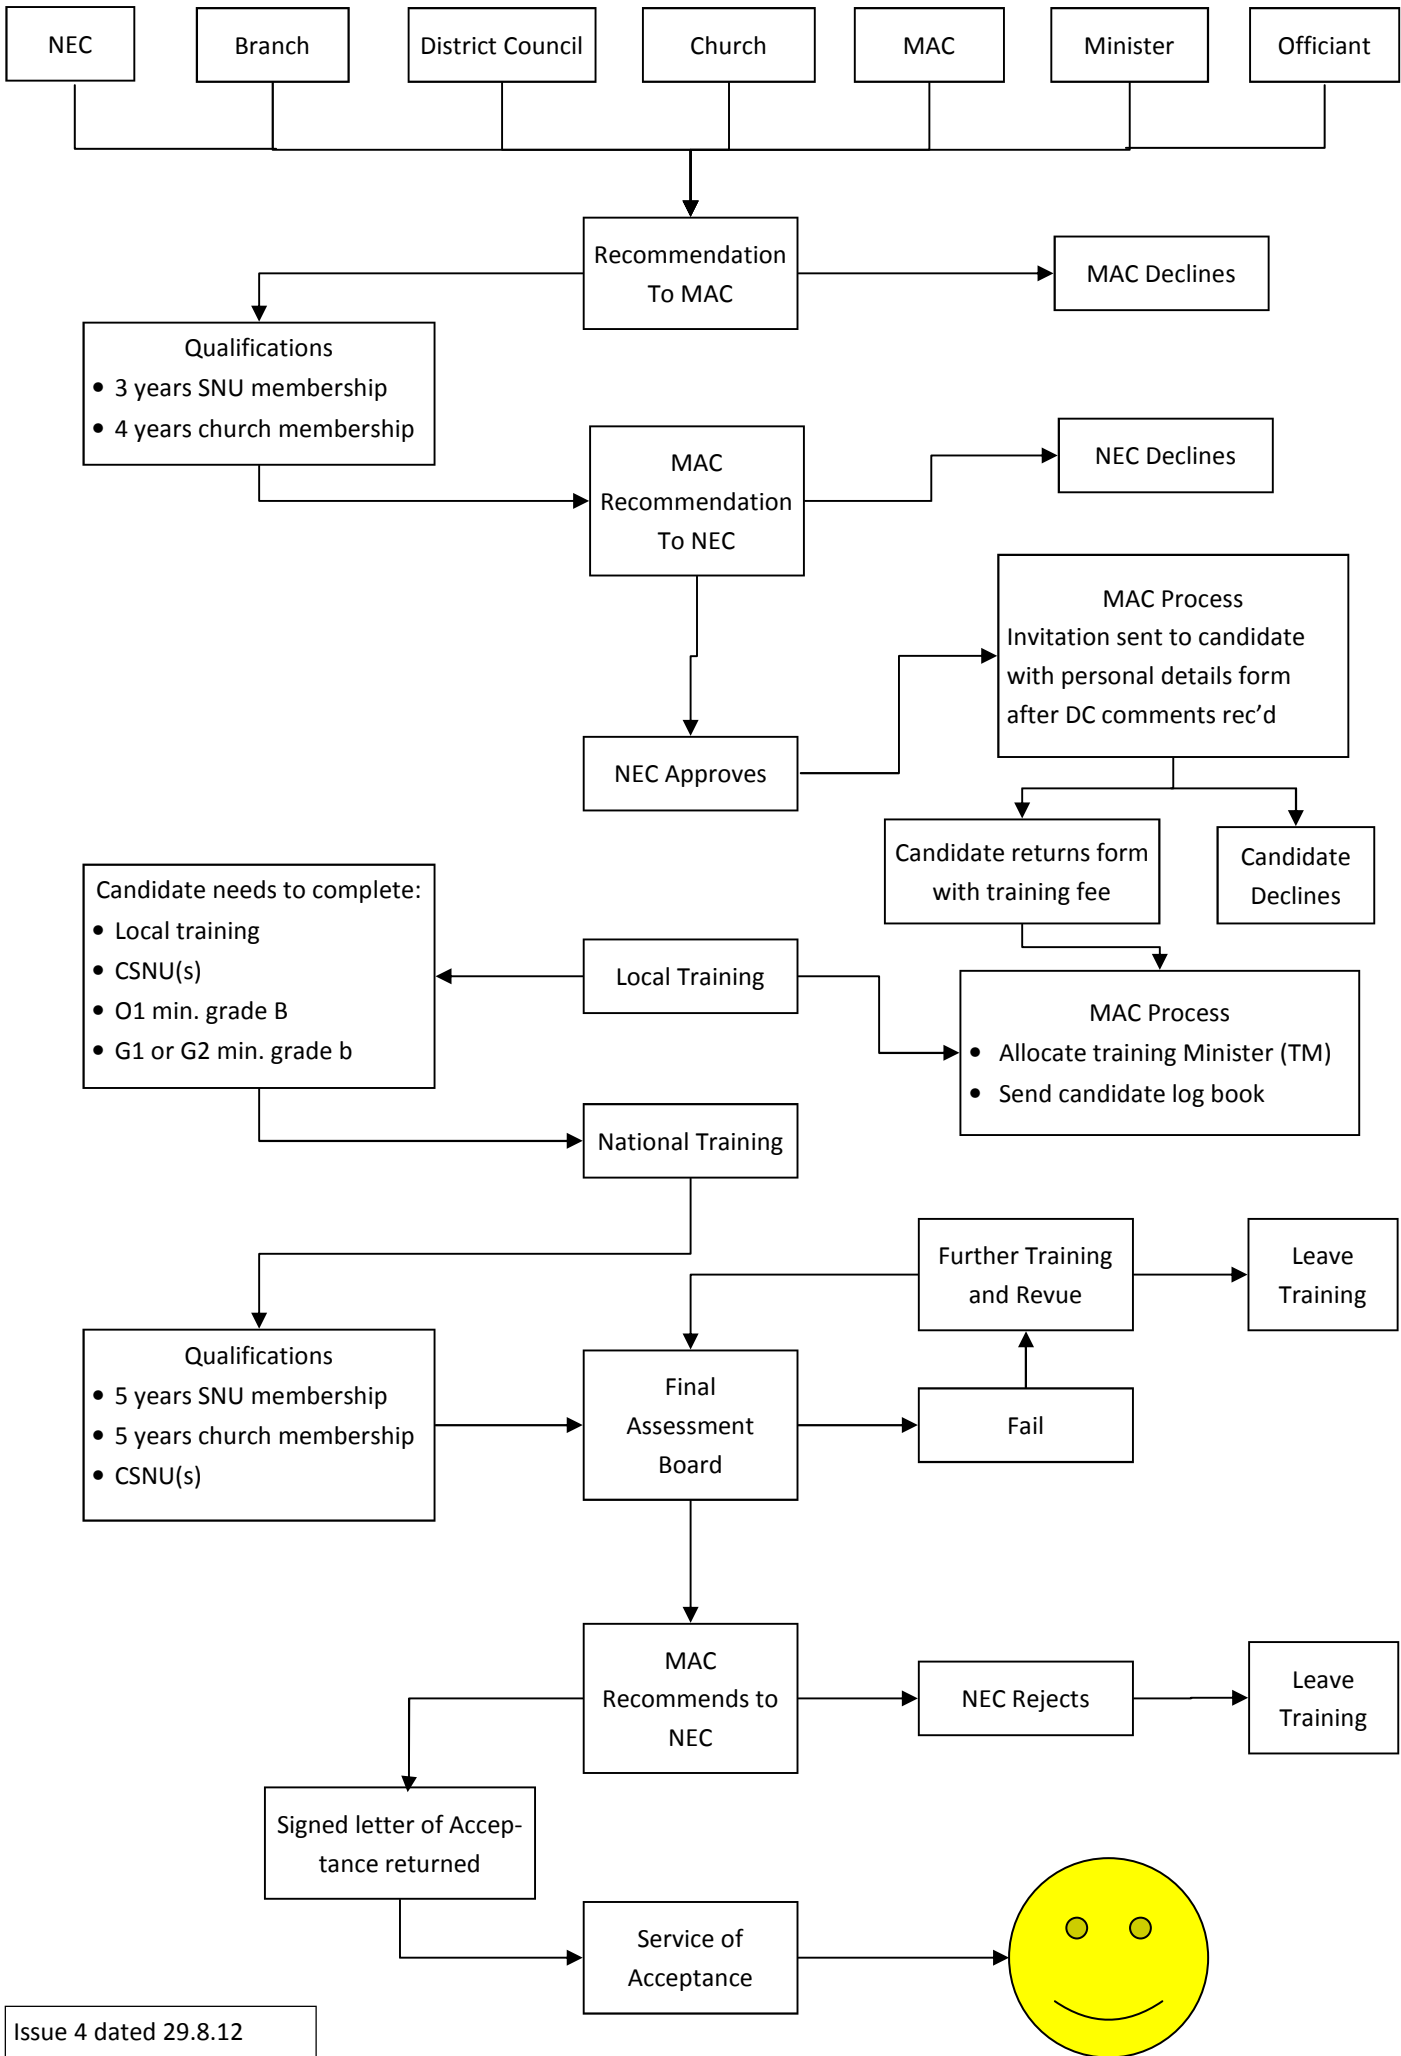 NEC
Branch
District Council
Church
MAC
Minister
Officiant
Recommendation
To MAC
MAC Declines
Qualifications
• 3 years SNU membership
• 4 years church membership
MAC
Recommendation
To NEC
NEC Declines
MAC Process
Invitation sent to candidate
with personal details form
after DC comments rec’d
NEC Approves
Candidate returns form
with training fee
Candidate
Declines
Candidate needs to complete:
• Local training
• CSNU(s)
• O1 min. grade B
• G1 or G2 min. grade b
Local Training
MAC Process
• Allocate training Minister (TM)
• Send candidate log book
National Training
Further Training
and Revue
Leave
Training
Qualifications
• 5 years SNU membership
• 5 years church membership
• CSNU(s)
Final
Assessment
Board
Fail
MAC
Recommends to
NEC
NEC Rejects
Leave
Training
Signed letter of Accep-
tance returned
Service of
Acceptance
Issue 4 dated 29.8.12